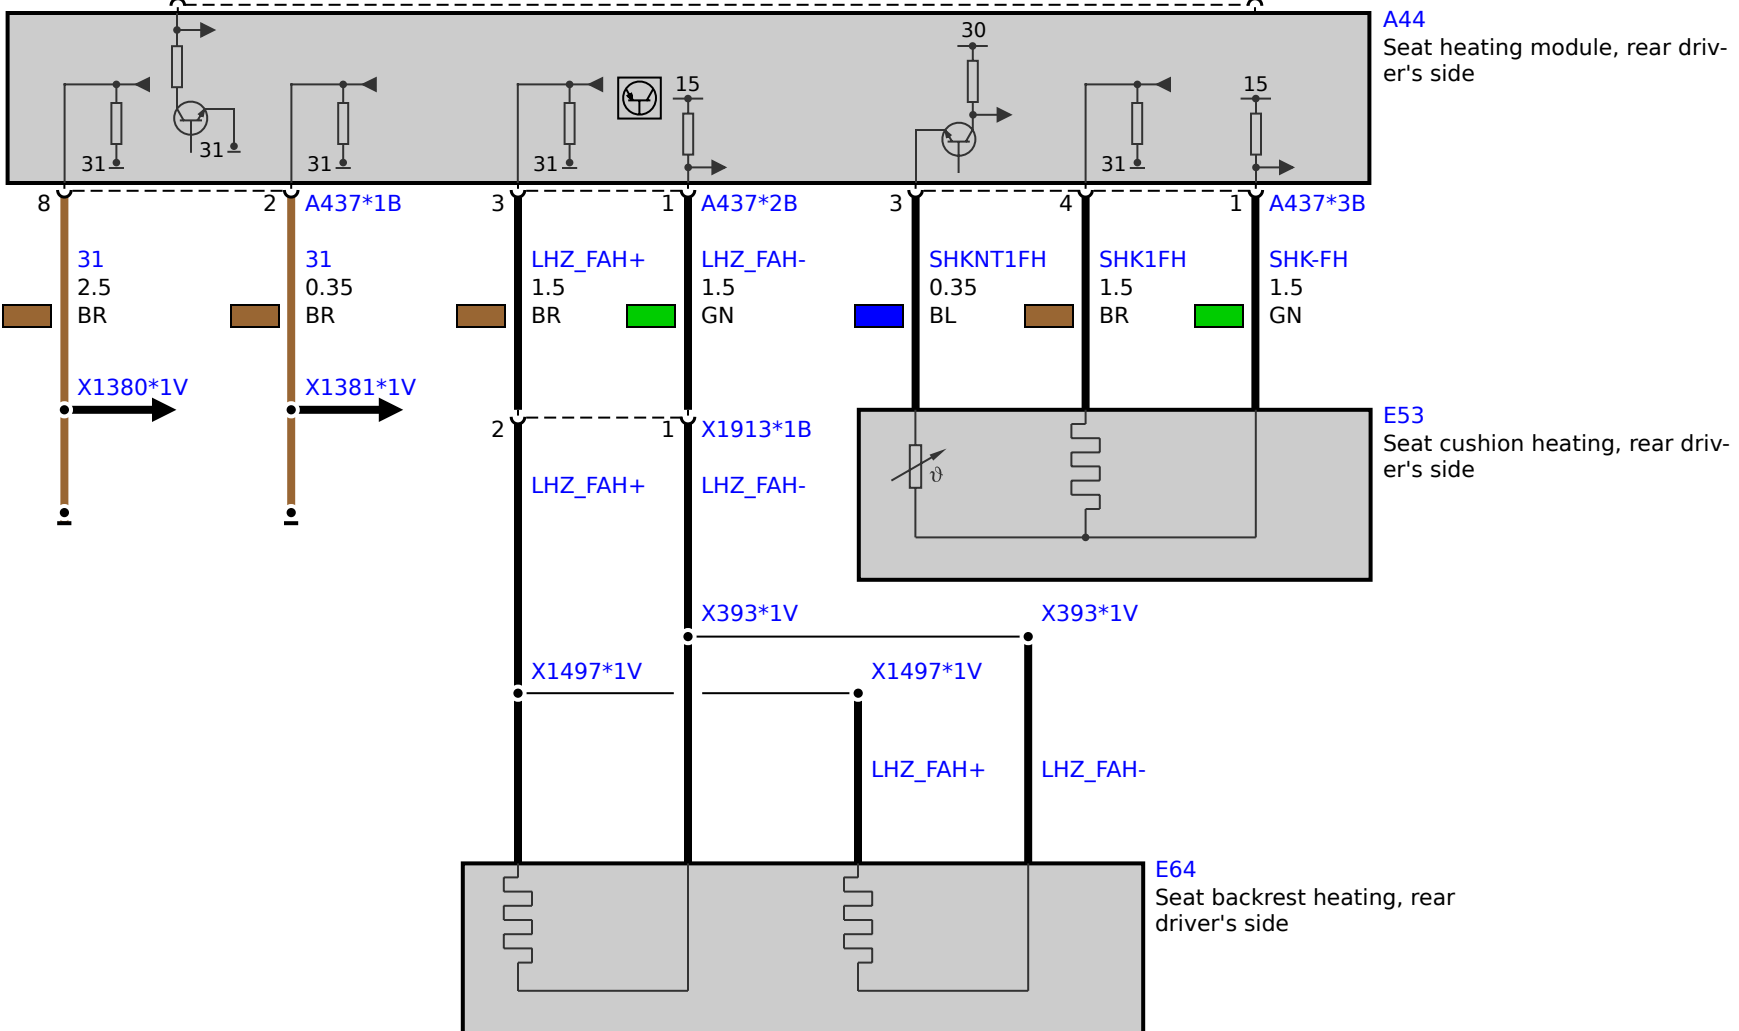 A44
Seat heating module, rear driv-
er's side
30
15
15
31
31
31
31
31
8
2
A437*1B
3
1
A437*2B
3
4
1
A437*3B
31
2.5
BR
31
0.35
BR
LHZ_FAH+
1.5
BR
LHZ_FAH-
1.5
GN
SHKNT1FH
0.35
BL
SHK1FH
1.5
BR
SHK-FH
1.5
GN
X1380*1V
X1381*1V
2
1
X1913*1B
E53
Seat cushion heating, rear driv-
er's side
ϑ
LHZ_FAH+
LHZ_FAH-
X393*1V
X393*1V
X1497*1V
X1497*1V
LHZ_FAH+
LHZ_FAH-
E64
Seat backrest heating, rear
driver's side